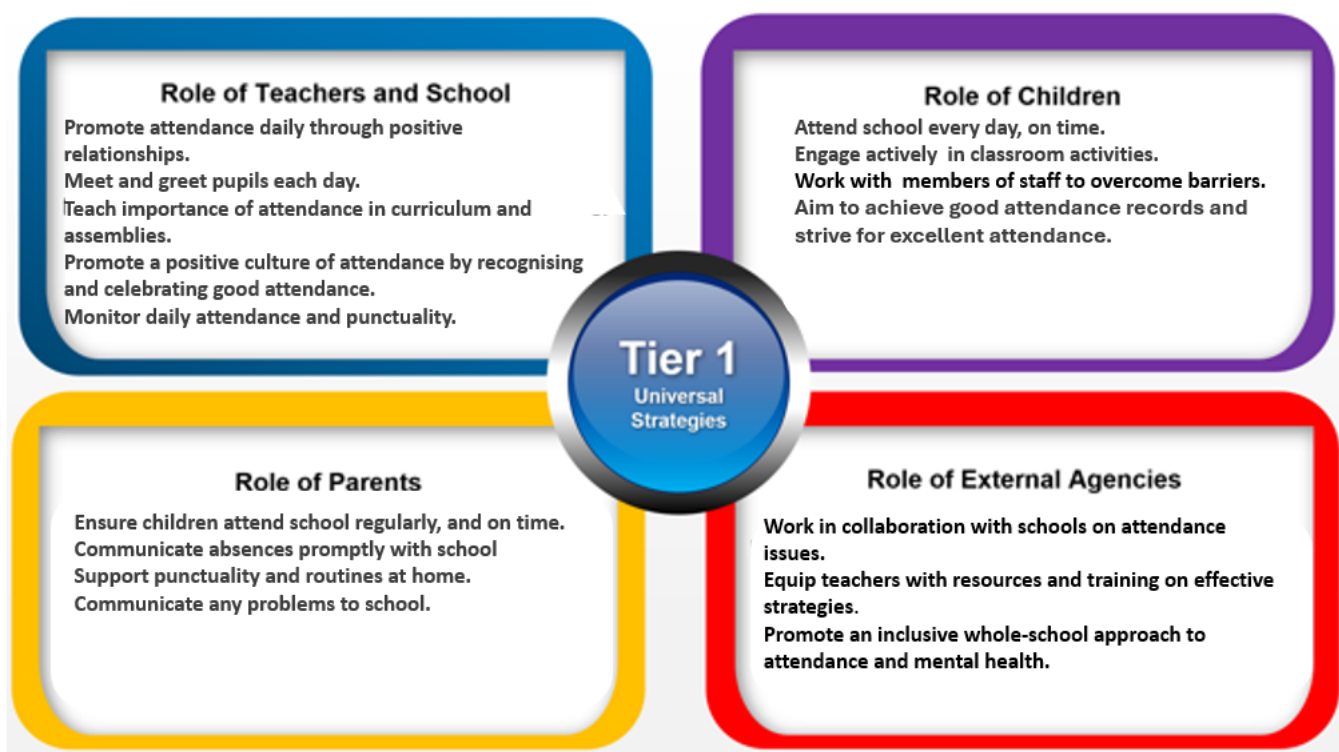 Role of Teachers and School
Promote attendance daily through positive
relationships.
Meet and greet pupils each day.
Teach importance of attendance in curriculum and
assemblies.
Promote a positive culture of attendance by recognising
and celebrating good attendance.
Monitor daily attendance and punctuality.
Role of Children
Attend school every day, on time.
Engage actively in classroom activities.
Work with members of staff to overcome barriers.
Aim to achieve good attendance records and
strive for excellent attendance.
Tier 1
Universal
Strategies
Role of Parents
Ensure children attend school regularly, and on time.
Communicate absences promptly with school
Support punctuality and routines at home.
Communicate any problems to school.
Role of External Agencies
Work in collaboration with schools on attendance
issues.
Equip teachers with resources and training on effective
strategies.
Promote an inclusive whole-school approach to
attendance and mental health.